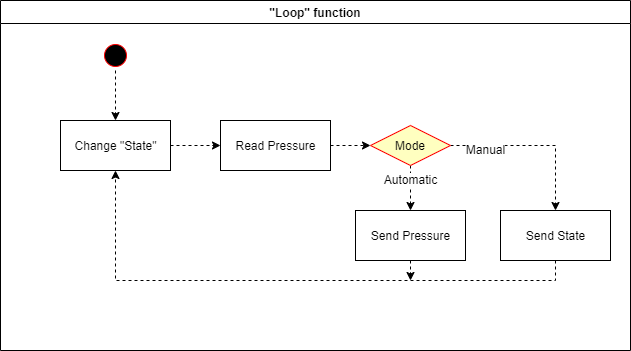 "Loop" function
Change "State"
Read Pressure
Mode
Manual
Automatic
Send Pressure
Send State